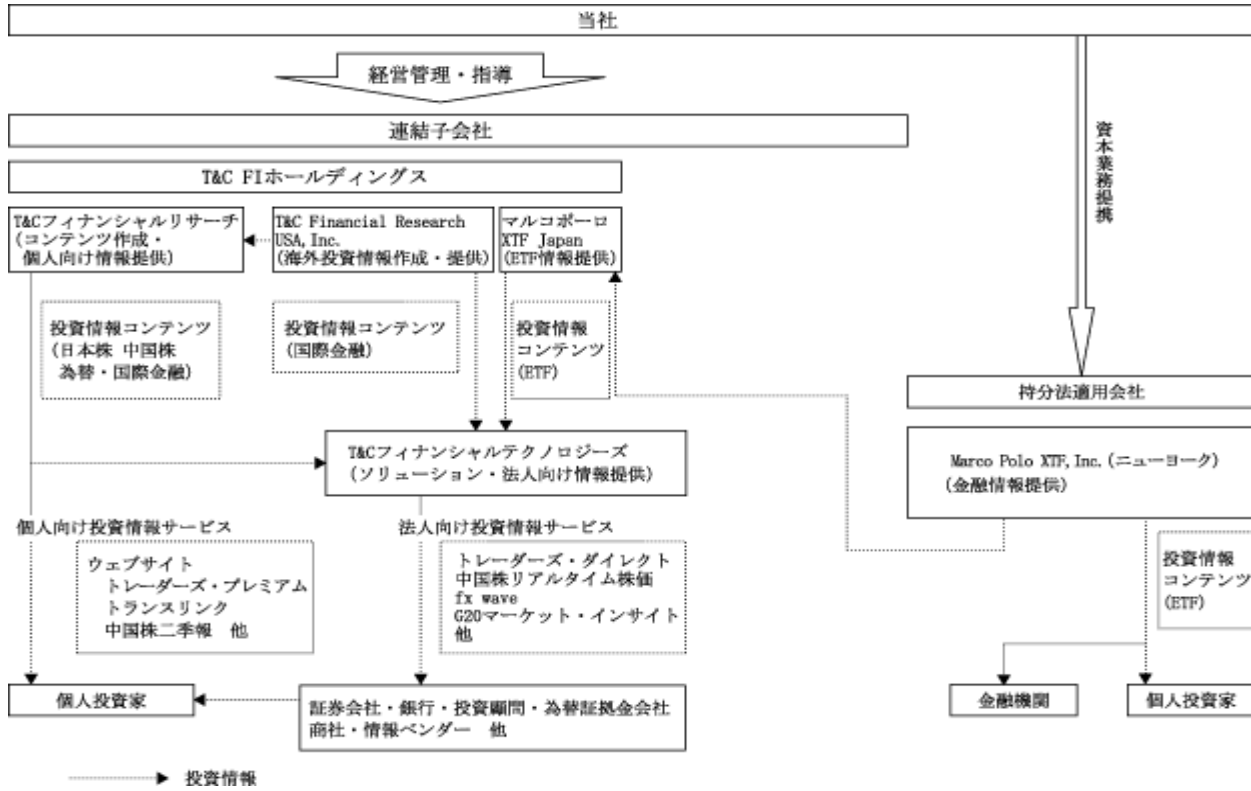 当社
経営管理・指導
連結子会社
資本業務提携
T&C FIホールディングス
T&Cフィナンシャルリサーチ
(コンテンツ作成・
個人向け情報提供)
T&C Financial Research
USA,Inc.
(海外投資情報作成・提供)
マルコポーロ
XTF Japan
(ETF情報提供)
投資情報コンテンツ
(日本株 中国株
為替・国際金融)
投資情報コンテンツ
(国際金融)
投資情報
コンテンツ
(ETF)
持分法適用会社
T&Cフィナンシャルテクノロジーズ
(ソリューション・法人向け情報提供)
Marco Polo XTF,Inc.(ニューヨーク)
(金融情報提供)
個人向け投資情報サービス
ウェブサイト
トレーダーズ・プレミアム
トランスリンク
中国株二季報 他
法人向け投資情報サービス
トレーダーズ・ダイレクト
中国株リアルタイム株価
fx wave
G20マーケット・インサイト
他
投資情報
コンテンツ
(ETF)
個人投資家
証券会社・銀行・投資顧問・為替証拠金会社
商社・情報ベンダー 他
金融機関
個人投資家
投資情報